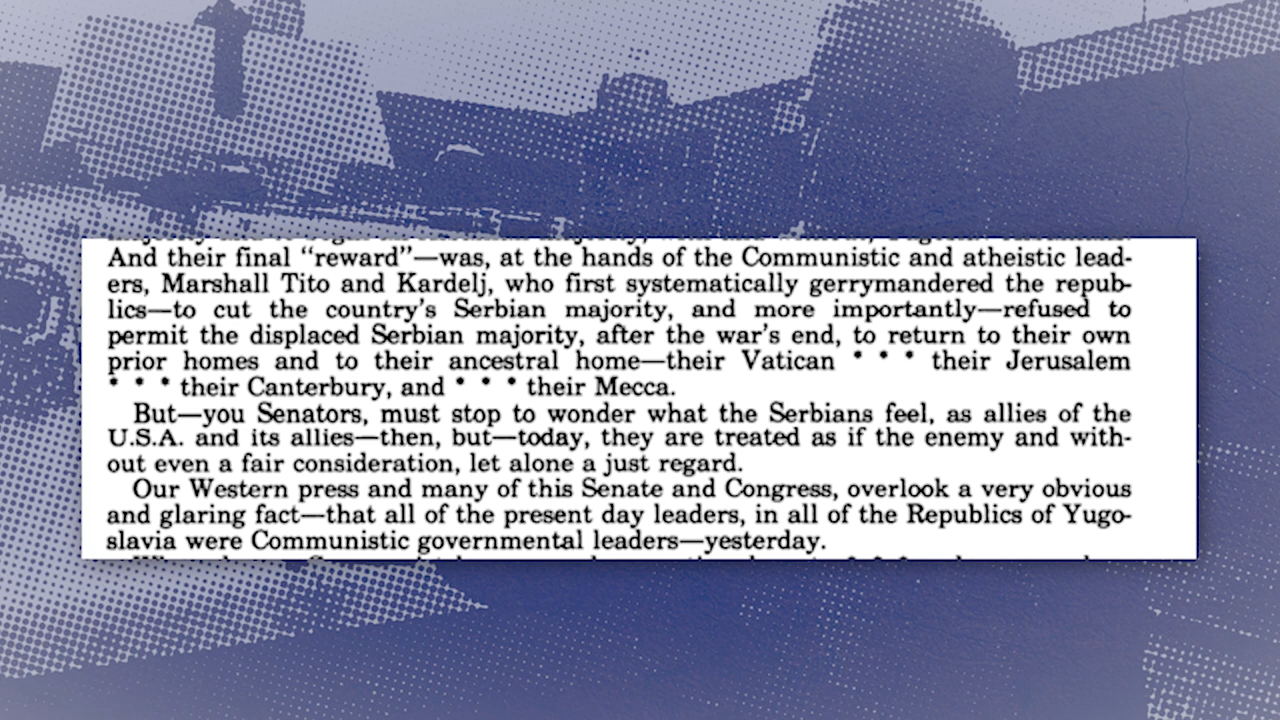 And their final “reward”—was, at the hands of the Communistic and atheistic lead-
ers, Marshall Tito and Kardelj, who first systematically gerrymandered the repub-
lics—to cut the country’s Serbian majority, and more importantly—refused to
permit the displaced Serbian majority, after the war’s end, to return to their own
prior homes and to their ancestral home—their Vatican * * * their Jerusalem
* * * their Canterbury, and * * * their Mecca.
But—you Senators, must stop to wonder what the Serbians feel, as allies of the
U.S.A. and its allies—then, but—today, they are treated as if the enemy and with-
out even a fair consideration, let alone a just regard.
Our Western press and many of this Senate and Congress, overlook a very obvious
and glaring fact—that all of the present day leaders, in all of the Republics of Yugo-
slavia were Communistic governmental leaders—yesterday.